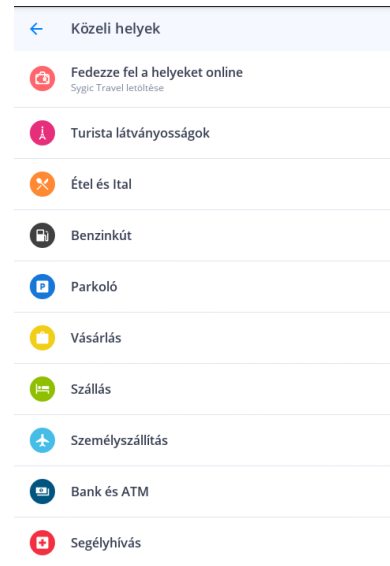 Közeli helyek
Fedezze fel a helyeket online
Sygic Travel letöltése
Turista látványosságok
Étel és Ital
Benzinkút
P
Parkoló
Vásárlás
Szállás
Személyszállítás
Bank és ATM
Segélyhívás